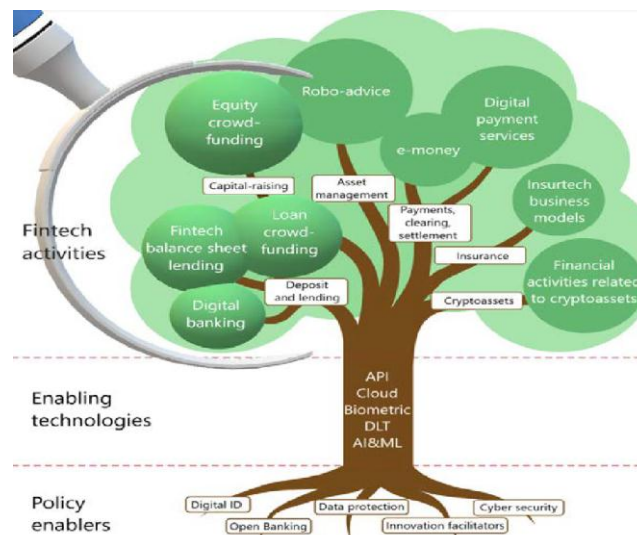 Equity
crowd-
funding
Robo-advice
Digital
payment
services
e-money
Capital-raising
Asset
management
Payments,
clearing,
settlement
Insurtech
business
models
Fintech
activities
Fintech
balance sheet
lending
Loan
crowd-
funding
Insurance
Financial
activities related
to cryptoassets
Deposit
and lending
Cryptoassets
Digital
banking
Enabling
technologies
API
Cloud
Biometric
DLT
AI&ML
Policy
enablers
Digital ID
Data protection
Cyber security
Open Banking
Innovation facilitators